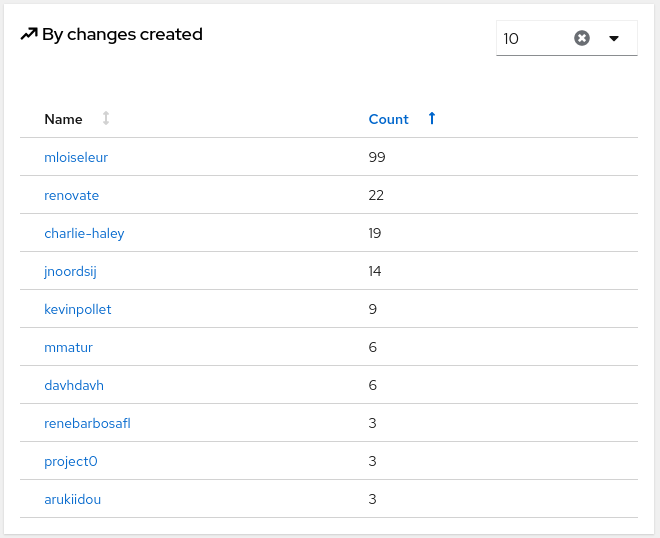 By changes created
10
Name Count
mloiseleur 99
renovate 22
charlie-haley 19
jnoordsij 14
kevinpollet 9
mmatur 6
davhdavh 6
renebarbosafl 3
project0 3
arukiidou 3